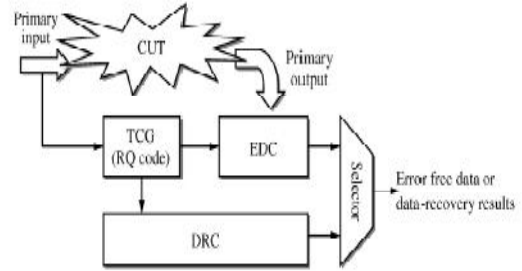 Primary
input
CUT
Primary
output
TCG
(RQ code)
EDC
Selector
Error free data or
data-recovery results
DRC